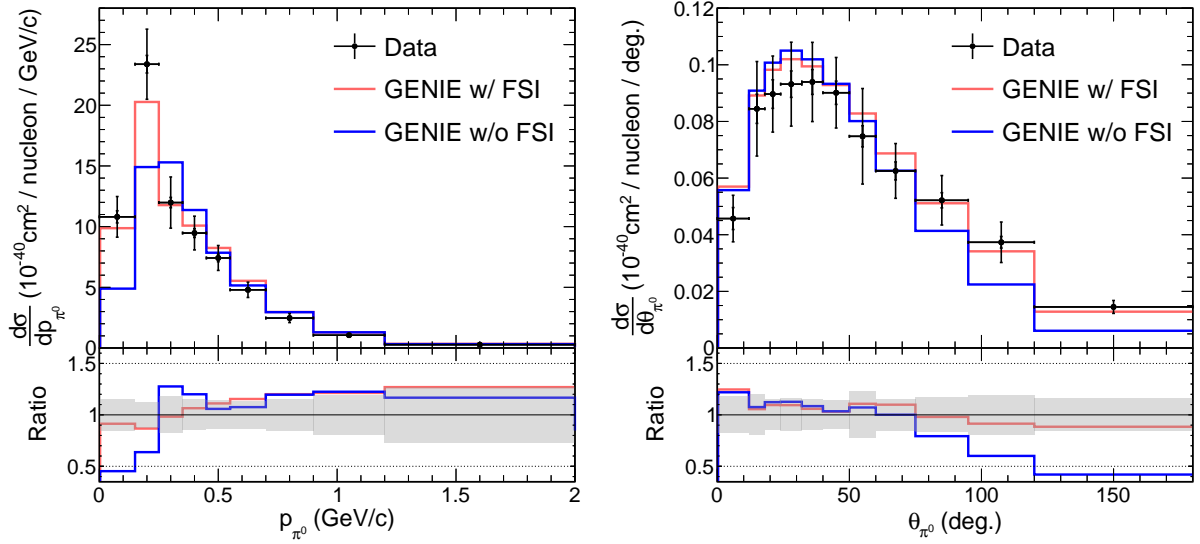 dσ/dp_π⁰ (10⁻⁴⁰cm² / nucleon / GeV/c)
25
20
15
10
5
0
Data
GENIE w/ FSI
GENIE w/o FSI
Ratio
1.5
1
0.5
0 0.5 1 1.5 2
p_π⁰ (GeV/c)
dσ/dθ_π⁰ (10⁻⁴⁰cm² / nucleon / deg.)
0.12
0.1
0.08
0.06
0.04
0.02
0
Data
GENIE w/ FSI
GENIE w/o FSI
Ratio
1.5
1
0.5
0 50 100 150
θ_π⁰ (deg.)